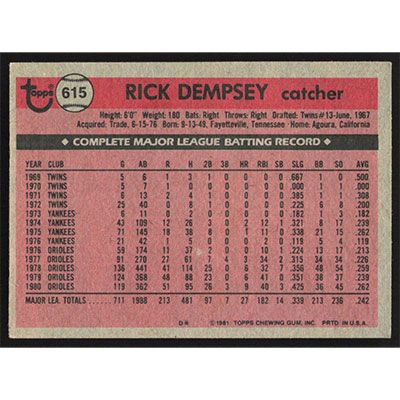 Topps 615 RICK DEMPSEY catcher
Height: 6'0" Weight: 180 Bats: Right Throws: Right Drafted: Twins #13-June, 1967
Acquired: Trade, 6-15-76 Born: 9-13-49, Fayetteville, Tennessee · Home: Agoura, California
★ COMPLETE MAJOR LEAGUE BATTING RECORD ★
YEAR CLUB G AB R H 2B 3B HR RBI SB SLG BB SO AVG
1969 TWINS 5 6 1 3 1 0 0 0 0 .667 1 0 .500
1970 TWINS 5 7 1 0 0 0 0 0 0 .000 1 1 .000
1971 TWINS 6 13 2 4 1 0 0 0 0 .385 1 1 .308
1972 TWINS 25 40 0 8 1 0 0 0 0 .225 6 8 .200
1973 YANKEES 6 11 0 2 0 0 0 0 0 .182 1 3 .182
1974 YANKEES 43 109 12 26 3 0 2 12 1 .321 8 7 .239
1975 YANKEES 71 145 18 38 8 0 1 11 0 .338 21 15 .262
1976 YANKEES 21 42 1 5 0 0 0 2 0 .119 5 4 .119
1976 ORIOLES 59 174 11 37 2 0 0 10 1 .224 13 17 .213
1977 ORIOLES 91 270 27 61 7 4 3 34 2 .315 34 34 .226
1978 ORIOLES 136 441 41 114 25 0 6 32 7 .356 48 54 .259
1979 ORIOLES 124 368 48 88 23 0 6 41 0 .351 38 37 .239
1980 ORIOLES 119 362 51 95 26 3 9 40 3 .425 36 45 .262
MAJOR LEA. TOTALS 711 1988 213 481 97 7 27 182 14 .339 213 236 .242
© 1981 TOPPS CHEWING GUM, INC. PRTD. IN U.S.A.